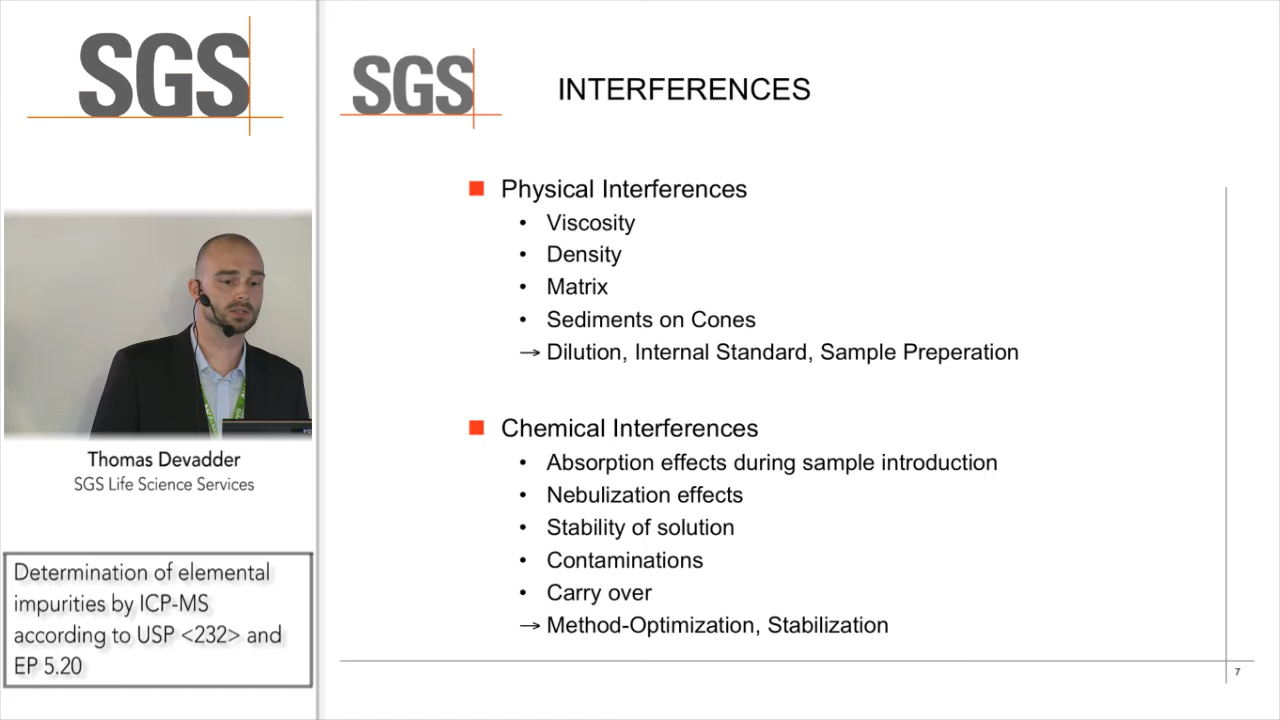 SGS
Thomas Devadder
SGS Life Science Services
Determination of elemental
impurities by ICP-MS
according to USP <232> and
EP 5.20
SGS
INTERFERENCES
Physical Interferences
• Viscosity
• Density
• Matrix
• Sediments on Cones
→ Dilution, Internal Standard, Sample Preperation
Chemical Interferences
• Absorption effects during sample introduction
• Nebulization effects
• Stability of solution
• Contaminations
• Carry over
→ Method-Optimization, Stabilization
7